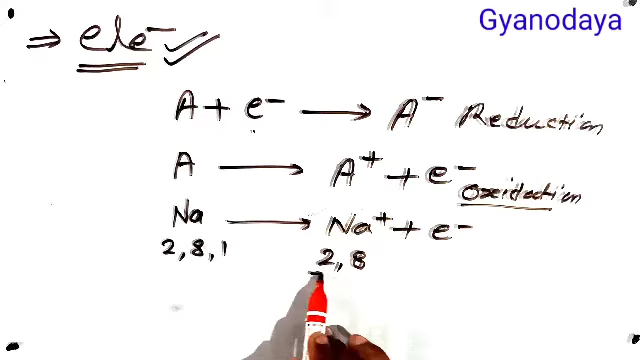 Gyanodaya
⇒ ele⁻ ✓
A + e⁻ ⟶ A⁻ Reduction
A ⟶ A⁺ + e⁻
Oxidation
Na ⟶ Na⁺ + e⁻
2, 8, 1 2, 8